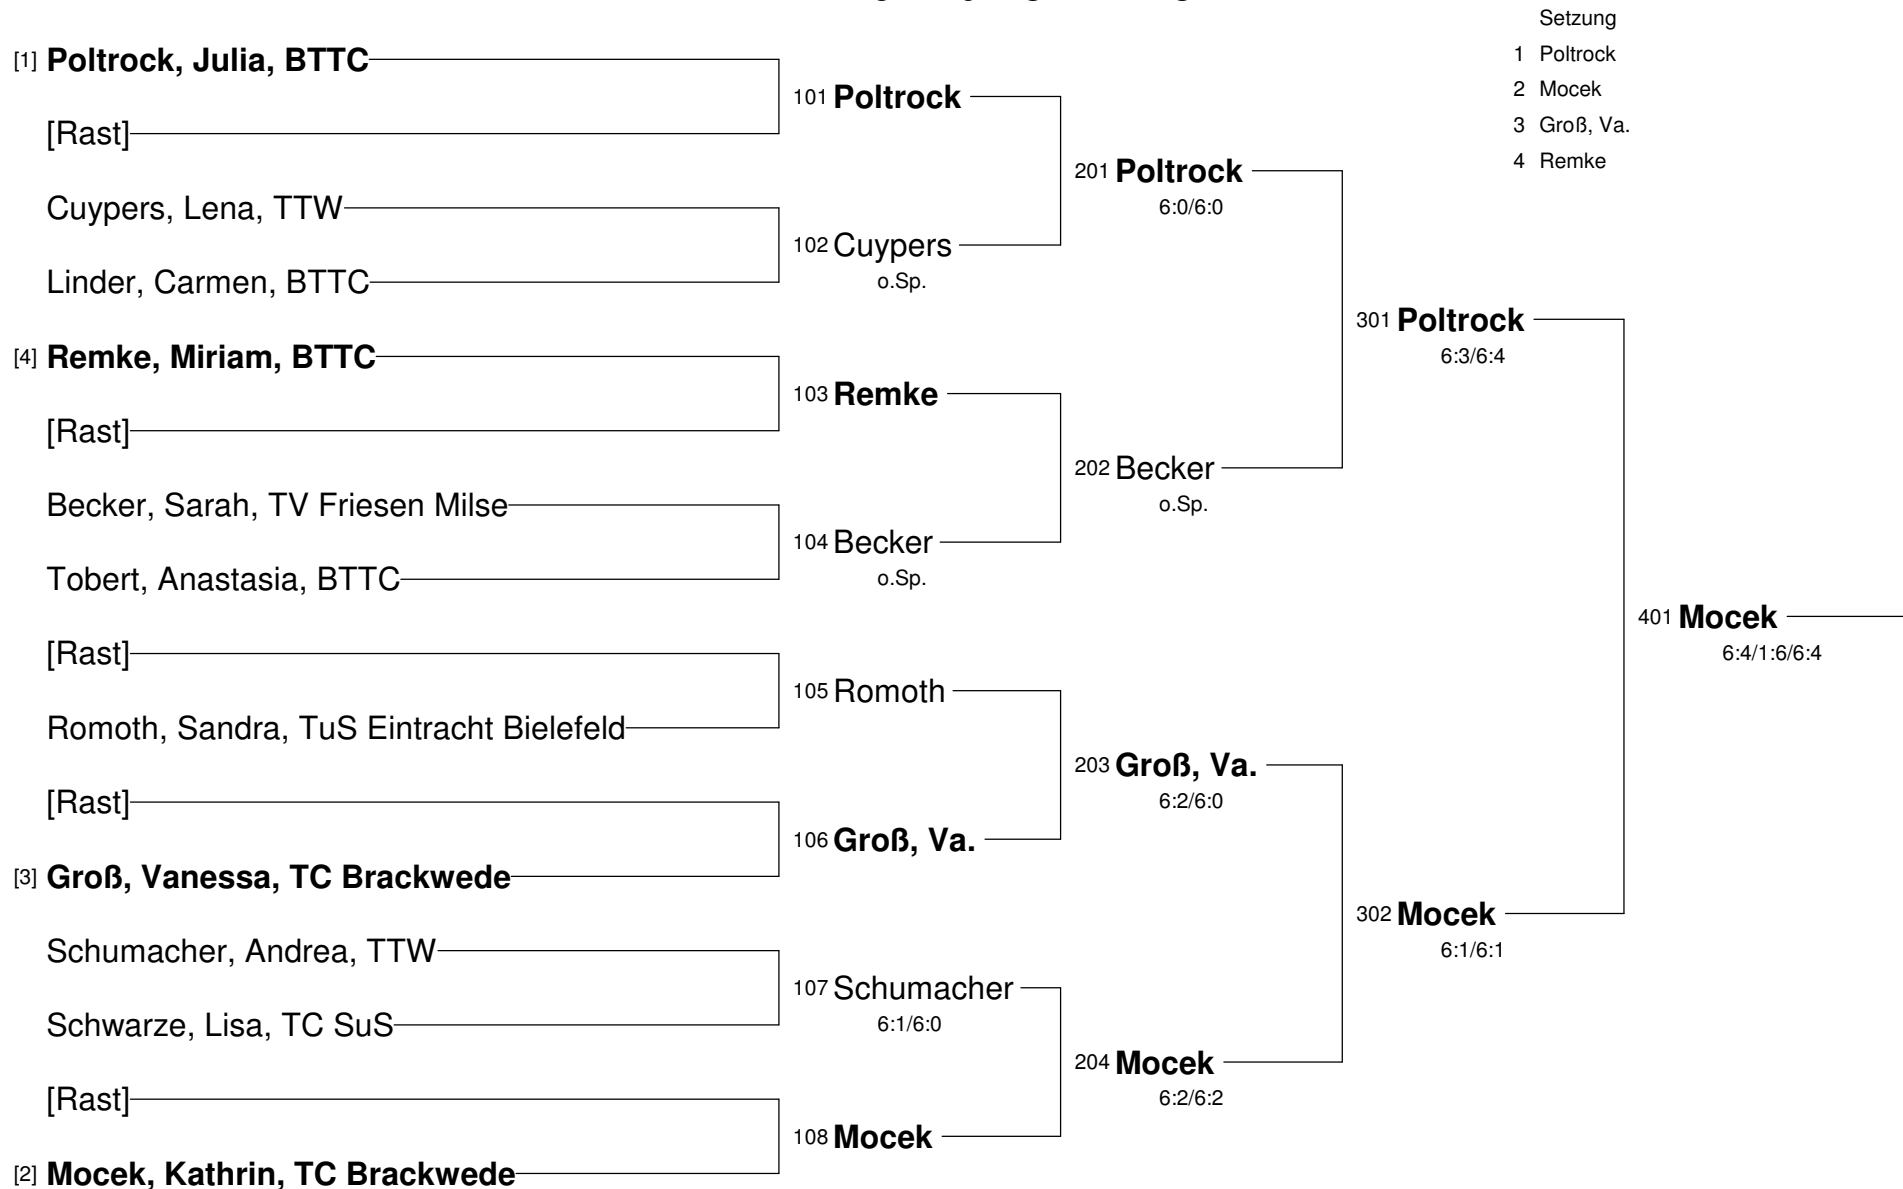 Setzung
1 Poltrock
2 Mocek
3 Groß, Va.
4 Remke
[1] Poltrock, Julia, BTTC
[Rast]
Cuypers, Lena, TTW
Linder, Carmen, BTTC
[4] Remke, Miriam, BTTC
[Rast]
Becker, Sarah, TV Friesen Milse
Tobert, Anastasia, BTTC
[Rast]
Romoth, Sandra, TuS Eintracht Bielefeld
[Rast]
[3] Groß, Vanessa, TC Brackwede
Schumacher, Andrea, TTW
Schwarze, Lisa, TC SuS
[Rast]
[2] Mocek, Kathrin, TC Brackwede
101 Poltrock
102 Cuypers
o.Sp.
103 Remke
104 Becker
o.Sp.
105 Romoth
106 Groß, Va.
107 Schumacher
6:1/6:0
108 Mocek
201 Poltrock
6:0/6:0
202 Becker
o.Sp.
203 Groß, Va.
6:2/6:0
204 Mocek
6:2/6:2
301 Poltrock
6:3/6:4
302 Mocek
6:1/6:1
401 Mocek
6:4/1:6/6:4